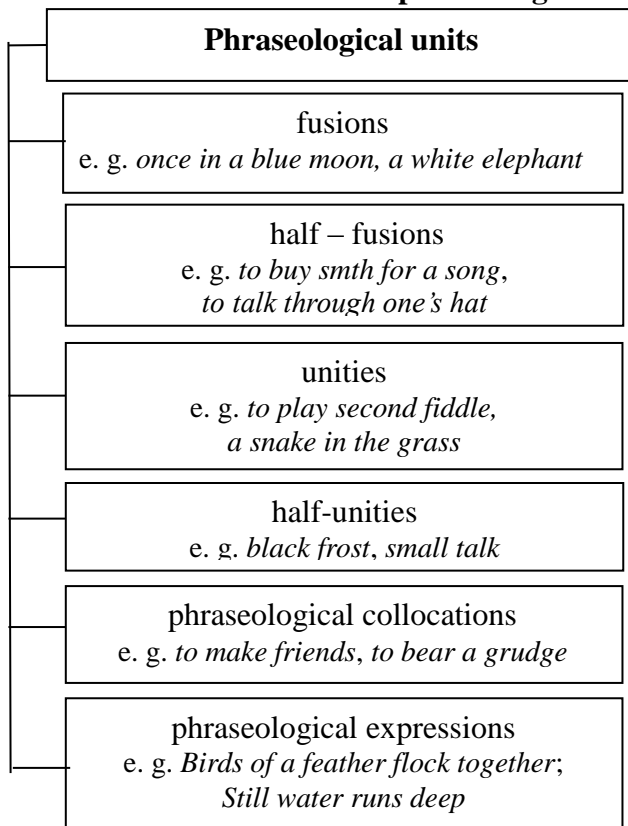 Phraseological units
fusions
e. g. once in a blue moon, a white elephant
half – fusions
e. g. to buy smth for a song,
to talk through one’s hat
unities
e. g. to play second fiddle,
a snake in the grass
half-unities
e. g. black frost, small talk
phraseological collocations
e. g. to make friends, to bear a grudge
phraseological expressions
e. g. Birds of a feather flock together;
Still water runs deep